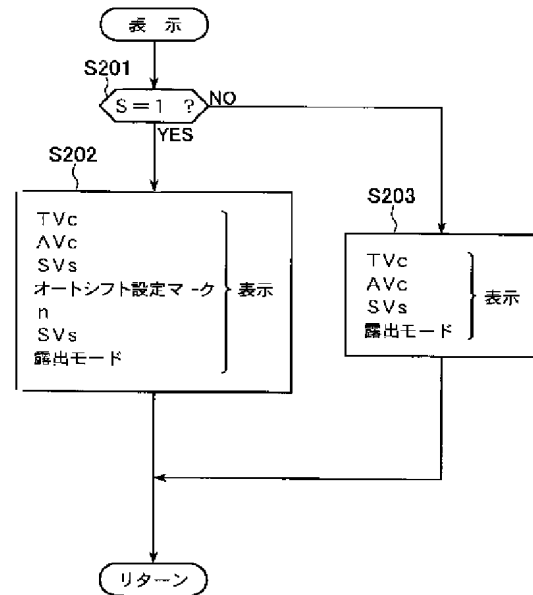 表 示
S201
S=1 ?
NO
YES
S202
TVc
AVc
SVs
オートシフト設定マーク
n
SVs
露出モード
表示
S203
TVc
AVc
SVs
露出モード
表示
リターン